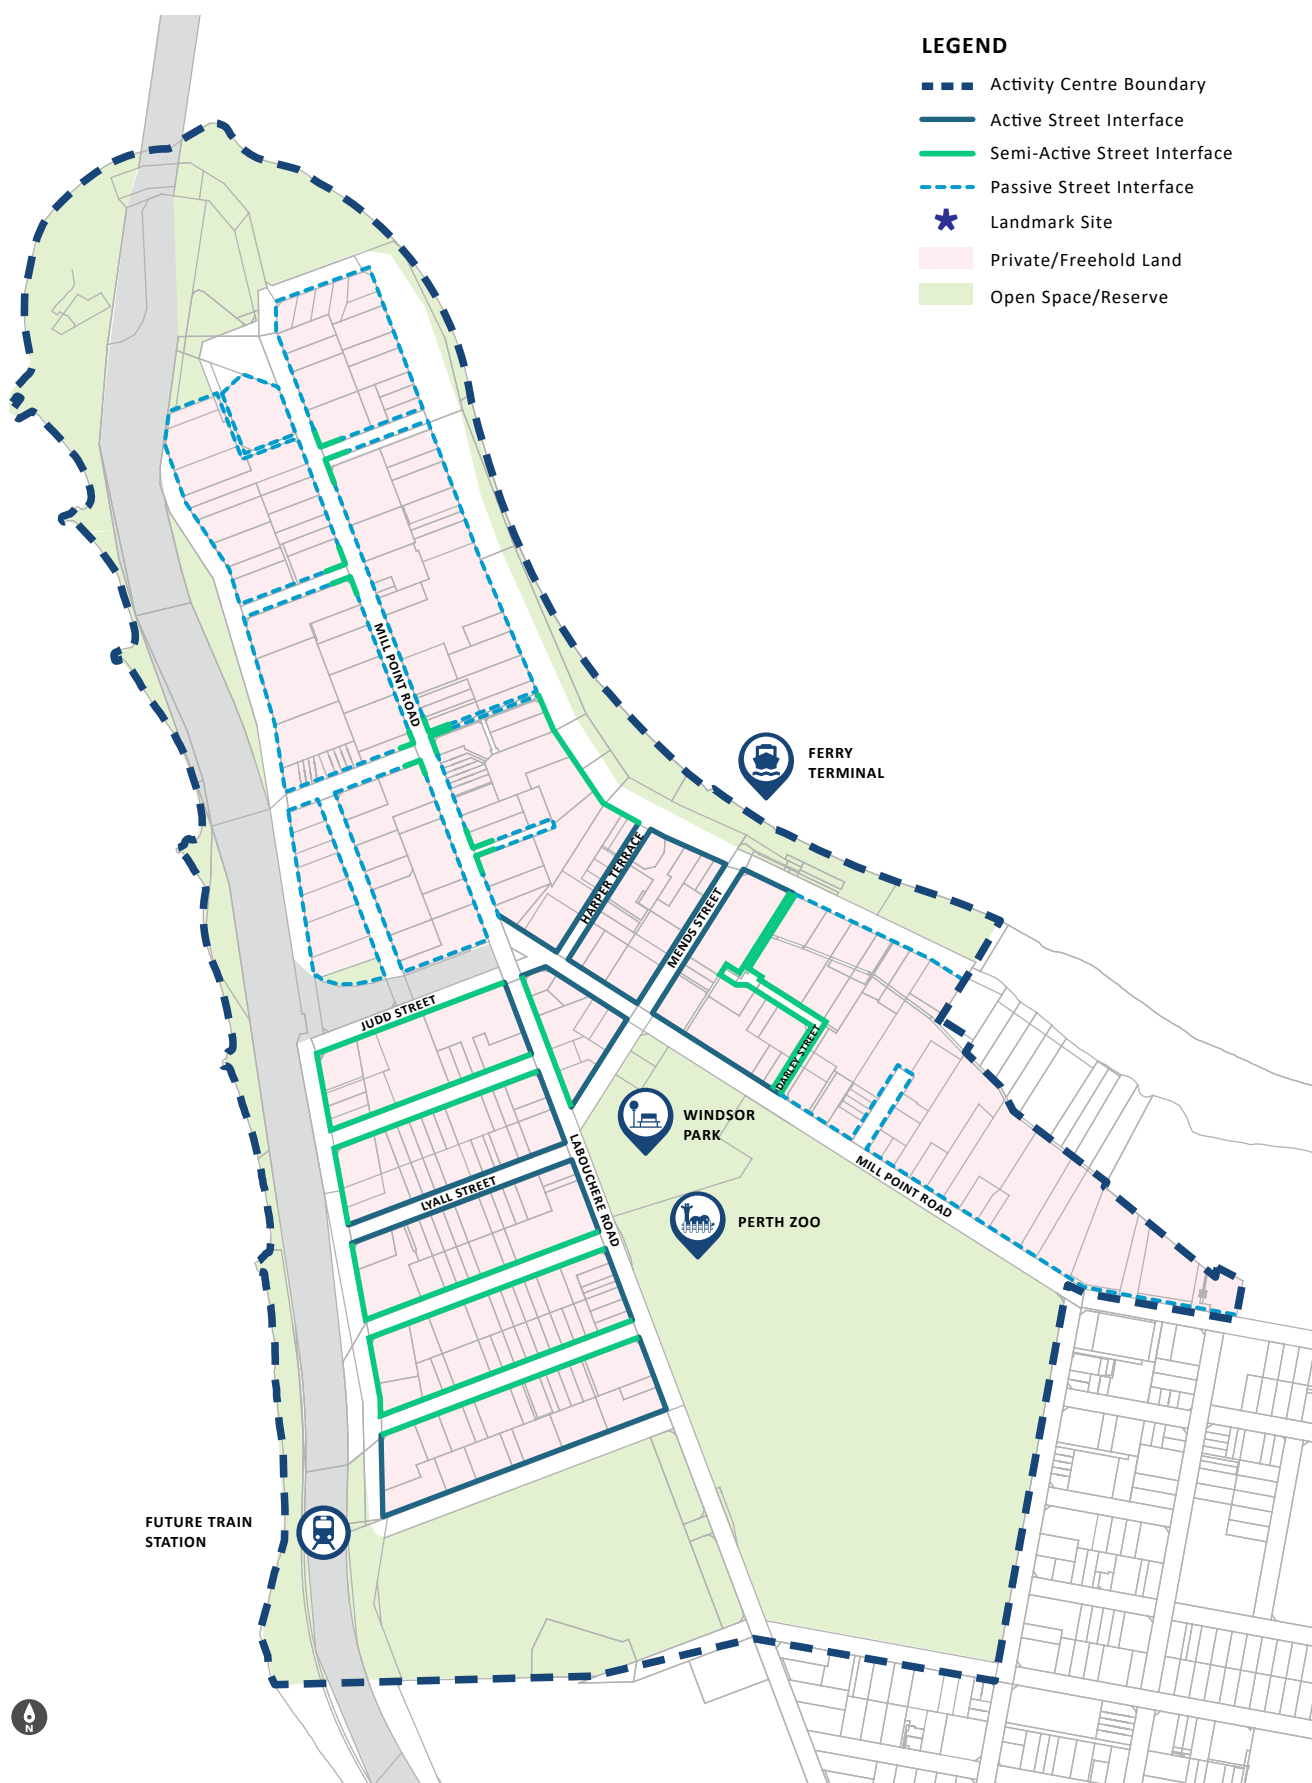 LEGEND
Activity Centre Boundary
Active Street Interface
Semi-Active Street Interface
Passive Street Interface
Landmark Site
Private/Freehold Land
Open Space/Reserve
MILL POINT ROAD
FERRY
TERMINAL
HARPER TERRACE
MENDS STREET
JUDD STREET
DARLEY STREET
WINDSOR
PARK
LABOUCHERE ROAD
MILL POINT ROAD
LYALL STREET
PERTH ZOO
FUTURE TRAIN
STATION
N